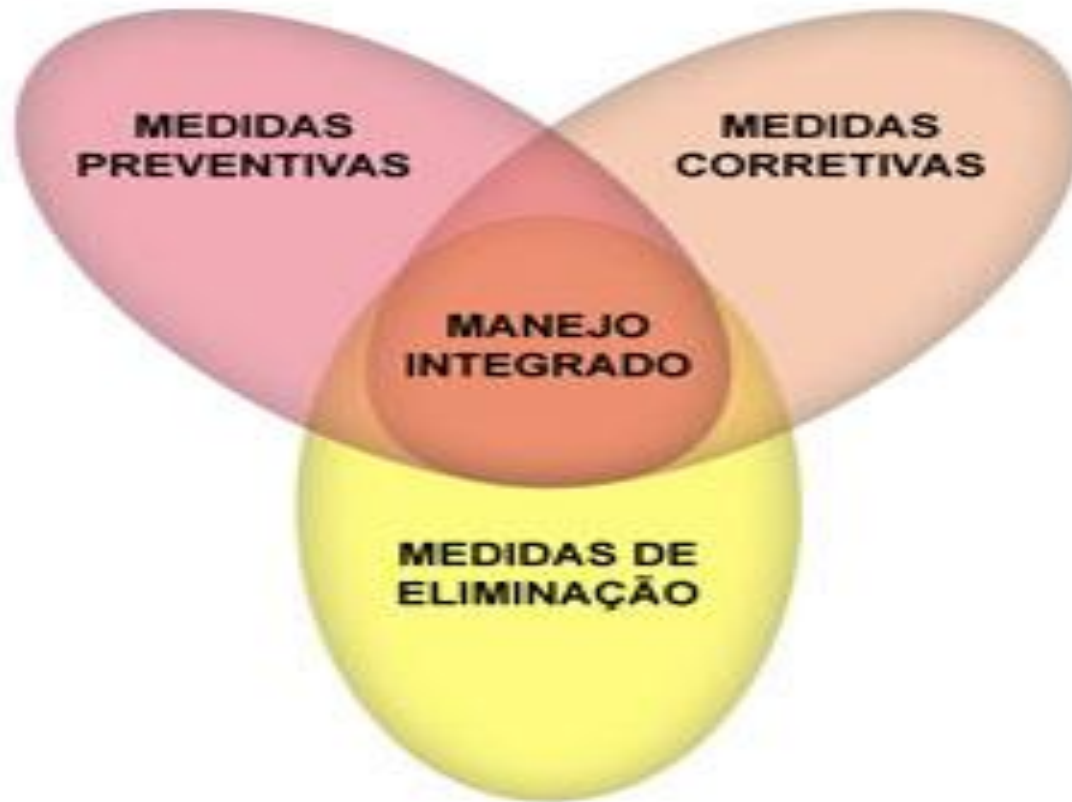 MEDIDAS
PREVENTIVAS
MEDIDAS
CORRETIVAS
MANEJO
INTEGRADO
MEDIDAS DE
ELIMINAÇÃO